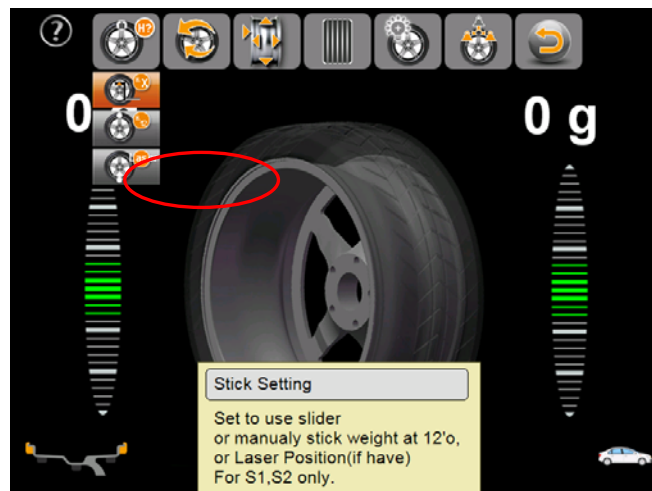 ?
H?
X
0
0 g
Stick Setting
Set to use slider
or manualy stick weight at 12'o,
or Laser Position(if have)
For S1,S2 only.